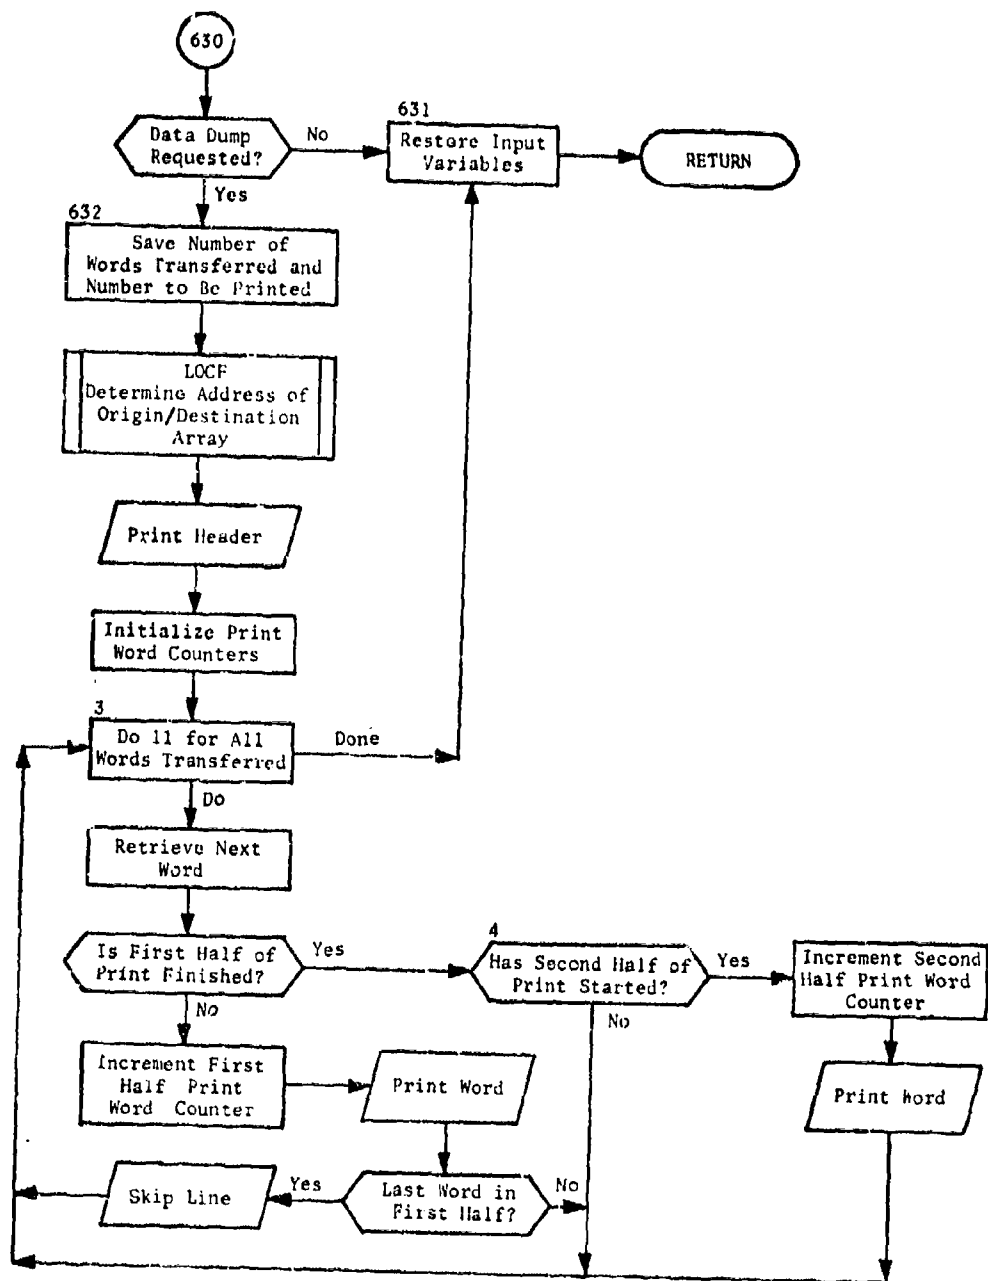 630
Data Dump
Requested?
No
631
Restore Input
Variables
RETURN
Yes
632
Save Number of
Words Transferred and
Number to Be Printed
LOCF
Determine Address of
Origin/Destination
Array
Print Header
Initialize Print
Word Counters
3
Do 11 for All
Words Transferred
Done
Do
Retrieve Next
Word
Is First Half of
Print Finished?
Yes
4
Has Second Half of
Print Started?
Yes
Increment Second
Half Print Word
Counter
No
No
Increment First
Half Print
Word Counter
Print Word
Print Word
Last Word in
First Half?
Yes
No
Skip Line